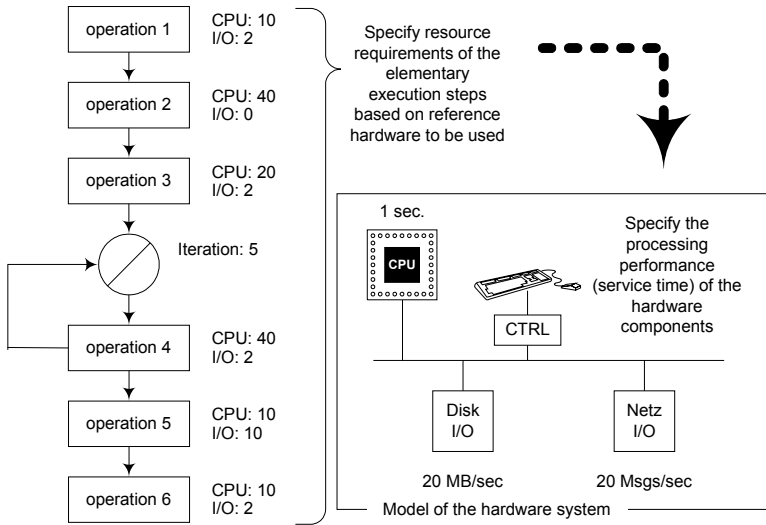 operation 1
CPU: 10
I/O: 2
operation 2
CPU: 40
I/O: 0
operation 3
CPU: 20
I/O: 2
Iteration: 5
operation 4
CPU: 40
I/O: 2
operation 5
CPU: 10
I/O: 10
operation 6
CPU: 10
I/O: 2
Specify resource
requirements of the
elementary
execution steps
based on reference
hardware to be used
1 sec.
CPU
CTRL
Specify the
processing
performance
(service time) of the
hardware
components
Disk
I/O
Netz
I/O
20 MB/sec
20 Msgs/sec
Model of the hardware system